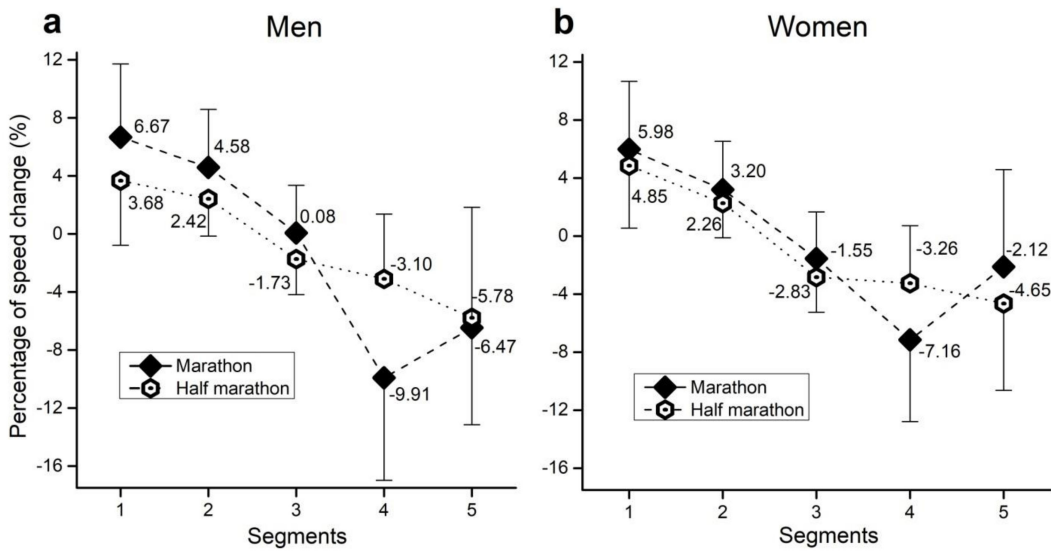 a
Men
Percentage of speed change (%)
12
8
4
0
-4
-8
-12
-16
6.67
4.58
3.68
2.42
0.08
-1.73
-3.10
-5.78
-6.47
-9.91
Marathon
Half marathon
1 2 3 4 5
Segments
b
Women
12
8
4
0
-4
-8
-12
-16
5.98
4.85
3.20
2.26
-1.55
-2.83
-3.26
-2.12
-4.65
-7.16
Marathon
Half marathon
1 2 3 4 5
Segments